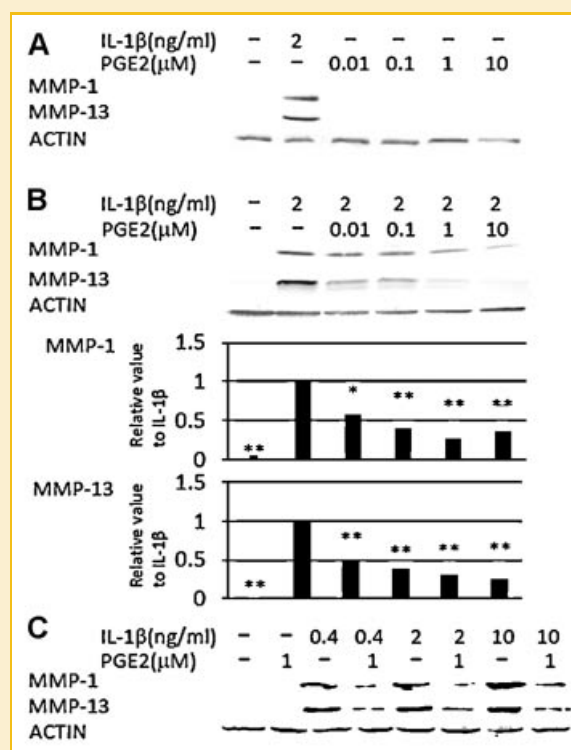 A
IL-1β(ng/ml) – 2 – – – –
PGE2(μM) – – 0.01 0.1 1 10
MMP-1
MMP-13
ACTIN
B
IL-1β(ng/ml) – 2 2 2 2 2
PGE2(μM) – – 0.01 0.1 1 10
MMP-1
MMP-13
ACTIN
MMP-1
Relative value
to IL-1β
1.5
1
0.5
0
** * ** ** **
MMP-13
Relative value
to IL-1β
1.5
1
0.5
0
** ** ** ** **
C
IL-1β(ng/ml) – – 0.4 0.4 2 2 10 10
PGE2(μM) – 1 – 1 – 1 – 1
MMP-1
MMP-13
ACTIN